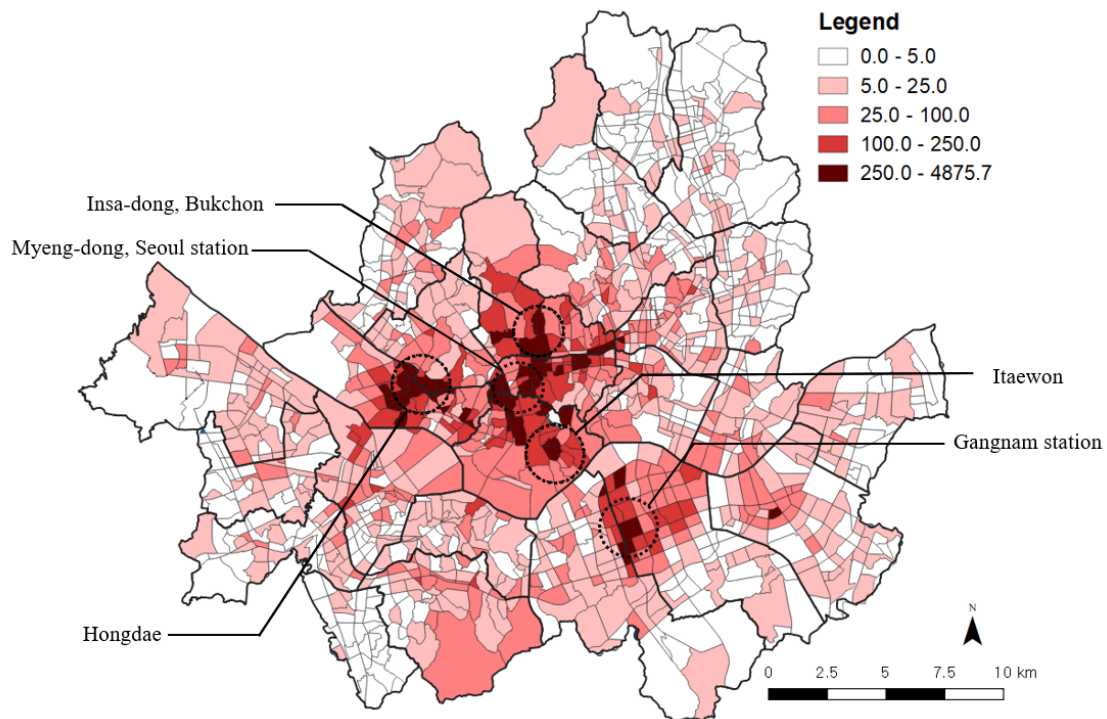 Legend
0.0 - 5.0
5.0 - 25.0
25.0 - 100.0
100.0 - 250.0
250.0 - 4875.7
Insa-dong, Bukchon
Myeng-dong, Seoul station
Itaewon
Gangnam station
Hongdae
N
0 2.5 5 7.5 10 km